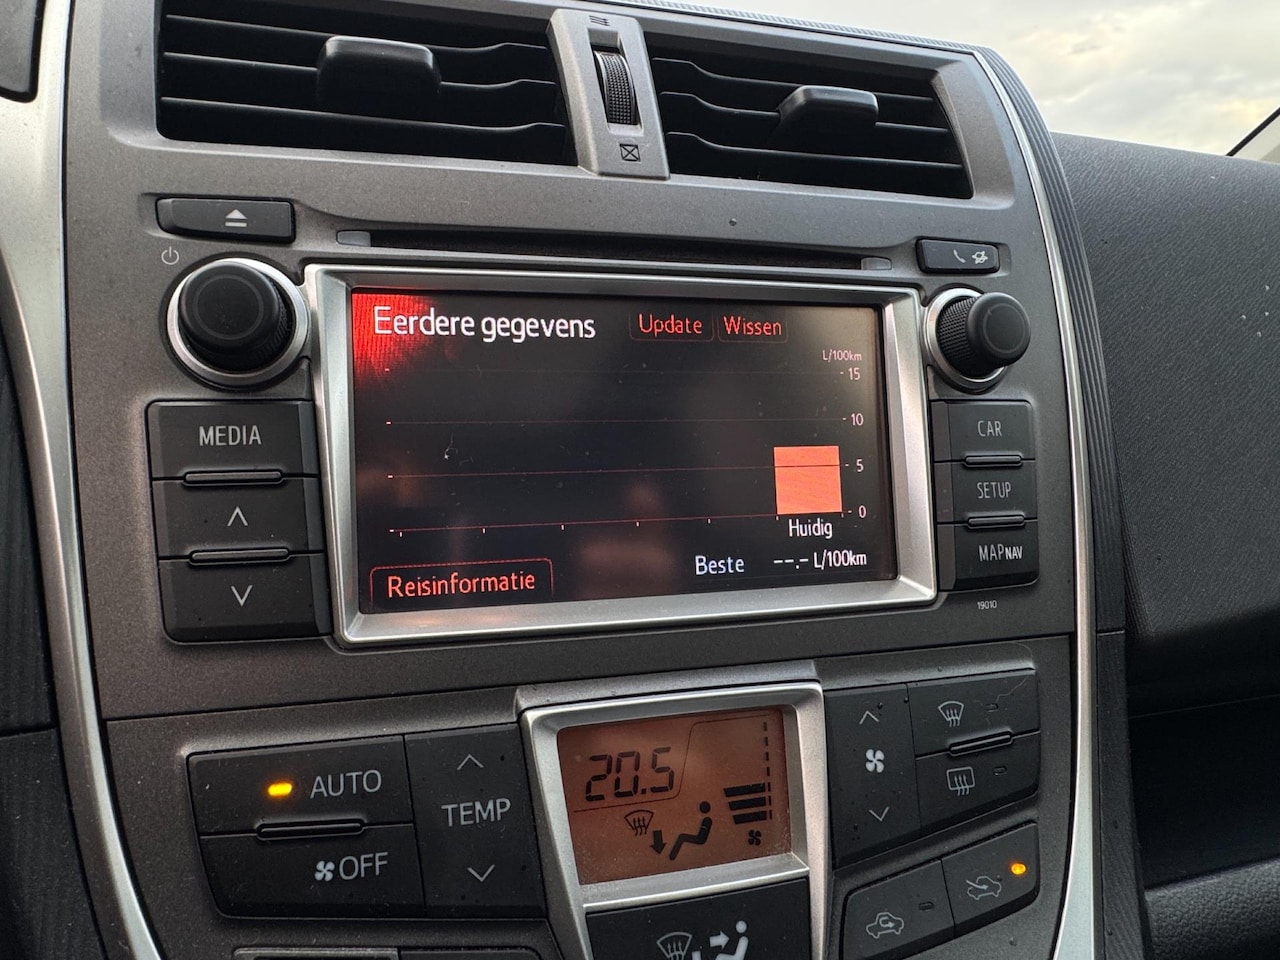 Eerdere gegevens
Update
Wissen
L/100km
15
10
5
0
Huidig
Beste --.- L/100km
Reisinformatie
MEDIA
CAR
SETUP
MAP NAV
19010
AUTO
OFF
TEMP
20.5